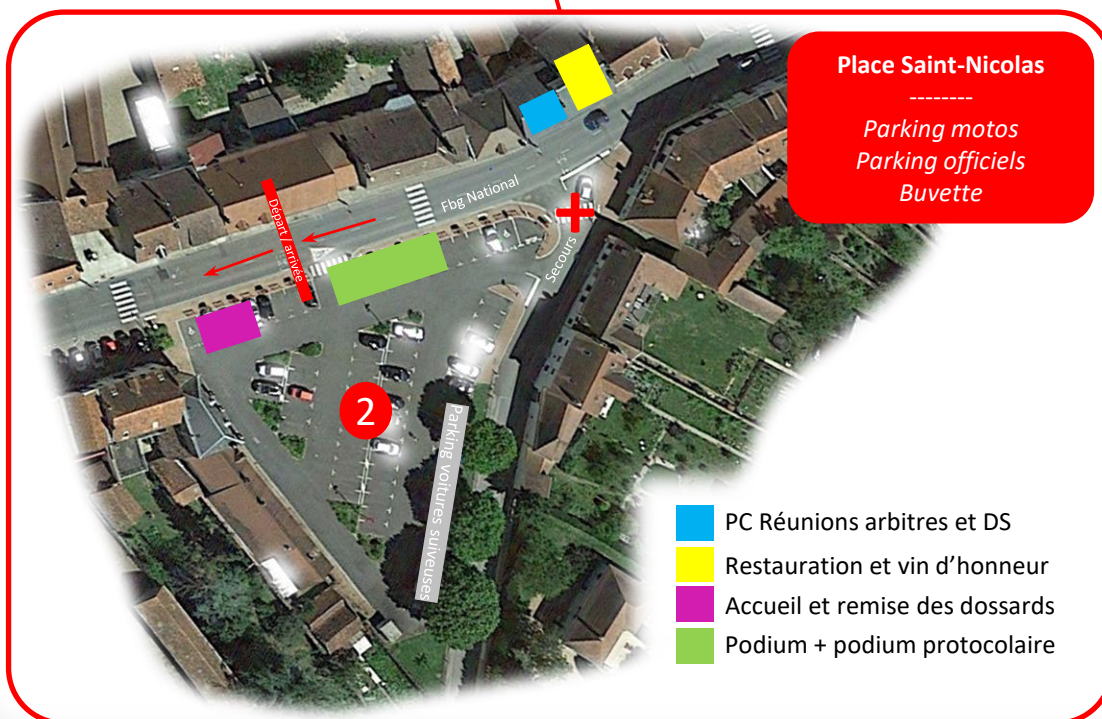 Place Saint-Nicolas
--------
Parking motos
Parking officiels
Buvette
Fbg National
Départ / arrivée
Secours
2
Parking voitures suiveuses
PC Réunions arbitres et DS
Restauration et vin d’honneur
Accueil et remise des dossards
Podium + podium protocolaire